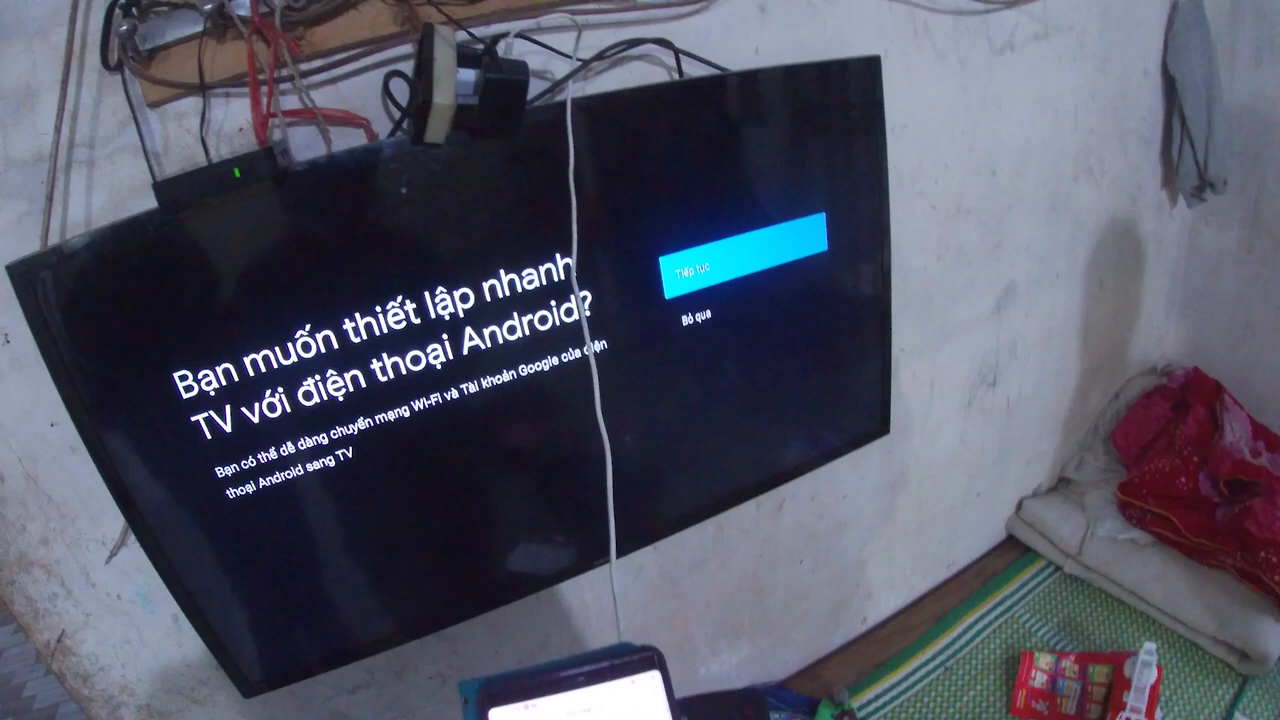 Bạn muốn thiết lập nhanh
TV với điện thoại Android?
Bạn có thể dễ dàng chuyển mạng Wi-Fi và Tài khoản Google của điện
thoại Android sang TV
Tiếp tục
Bỏ qua